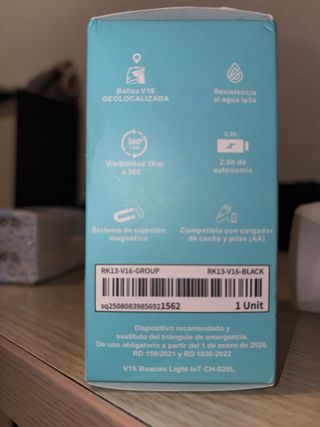 Baliza V16
GEOLOCALIZADA
Resistencia
al agua Ip54
360°
1 Km
Visibilidad 1Km
a 360°
2.5h
2.5h de
autonomía
Sistema de sujeción
magnético
Compatible con cargador
de coche y pilas (AA)
RK13-V16-GROUP RK13-V16-BLACK
sq25080839856921562 1 Unit
Dispositivo recomendado y
sustituto del triángulo de emergencia.
De uso obligatorio a partir del 1 de enero de 2026.
RD 159/2021 y RD 1030-2022
V16 Beacon Light IoT CH-020L